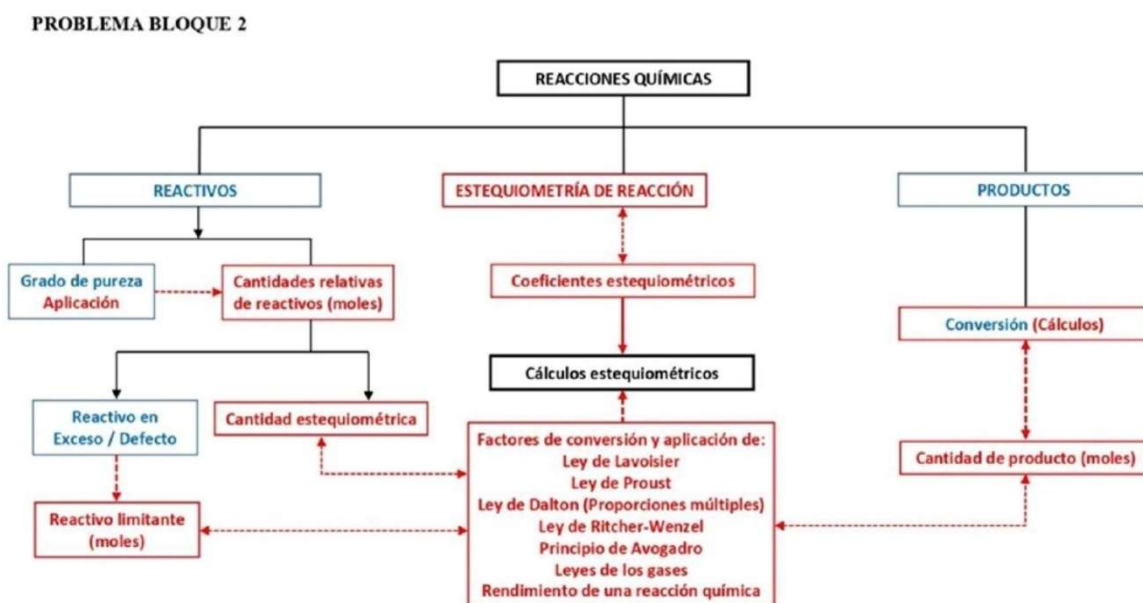 PROBLEMA BLOQUE 2
REACCIONES QUÍMICAS
REACTIVOS
ESTEQUIOMETRÍA DE REACCIÓN
PRODUCTOS
Grado de pureza
Aplicación
Cantidades relativas
de reactivos (moles)
Coeficientes estequiométricos
Conversión (Cálculos)
Cálculos estequiométricos
Reactivo en
Exceso / Defecto
Cantidad estequiométrica
Factores de conversión y aplicación de:
Ley de Lavoisier
Ley de Proust
Ley de Dalton (Proporciones múltiples)
Ley de Ritcher-Wenzel
Principio de Avogadro
Leyes de los gases
Rendimiento de una reacción química
Cantidad de producto (moles)
Reactivo limitante
(moles)